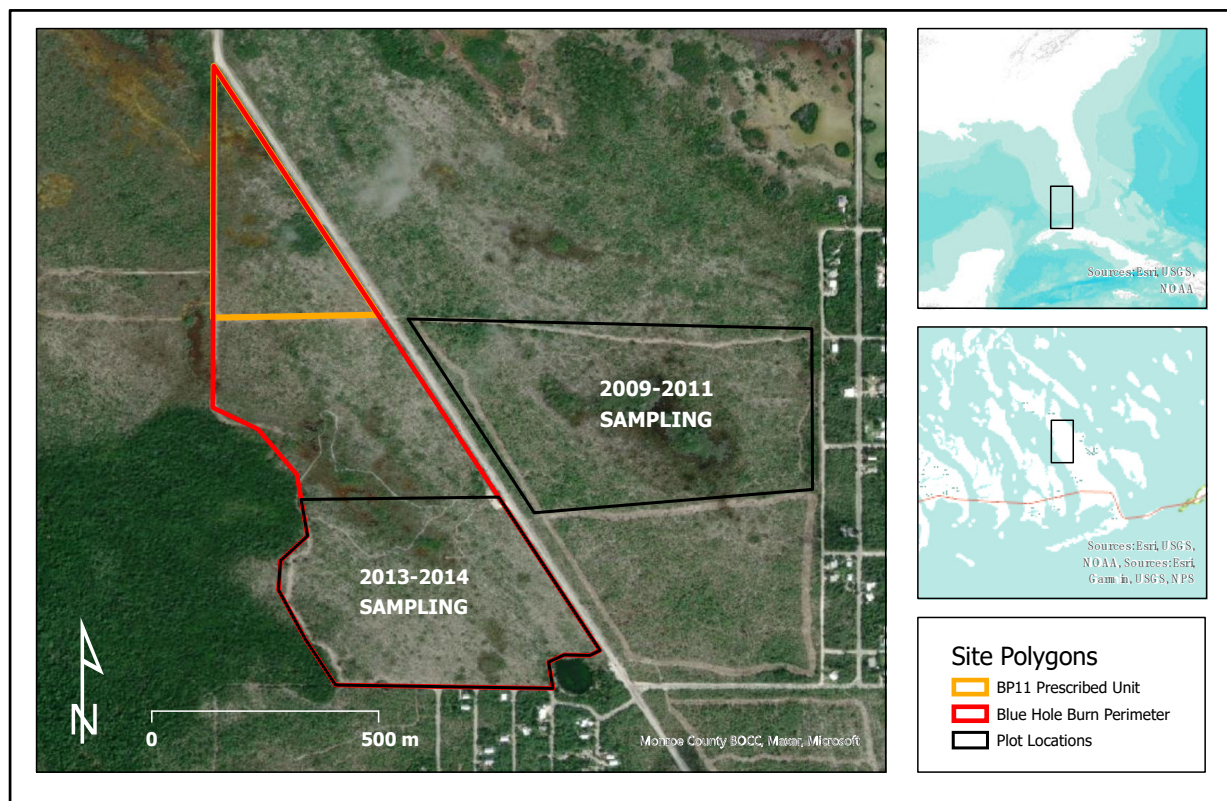 2009-2011
SAMPLING
2013-2014
SAMPLING
N
0
500 m
Monroe County BOCC, Maxar, Microsoft
Sources: Esri, USGS,
NOAA
Sources: Esri, USGS,
NOAA, Sources: Esri,
Garmin, USGS, NPS
Site Polygons
BP11 Prescribed Unit
Blue Hole Burn Perimeter
Plot Locations